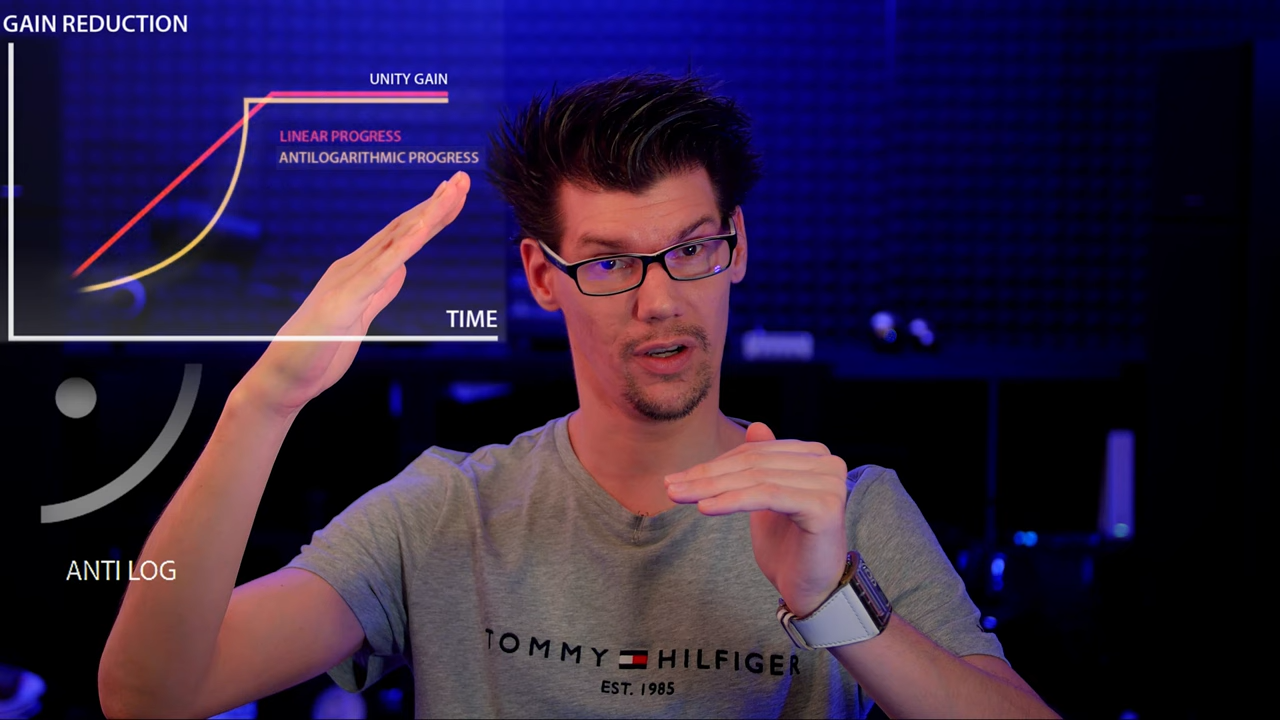 GAIN REDUCTION
UNITY GAIN
LINEAR PROGRESS
ANTILOGARITHMIC PROGRESS
TIME
ANTI LOG
TOMMY HILFIGER
EST. 1985